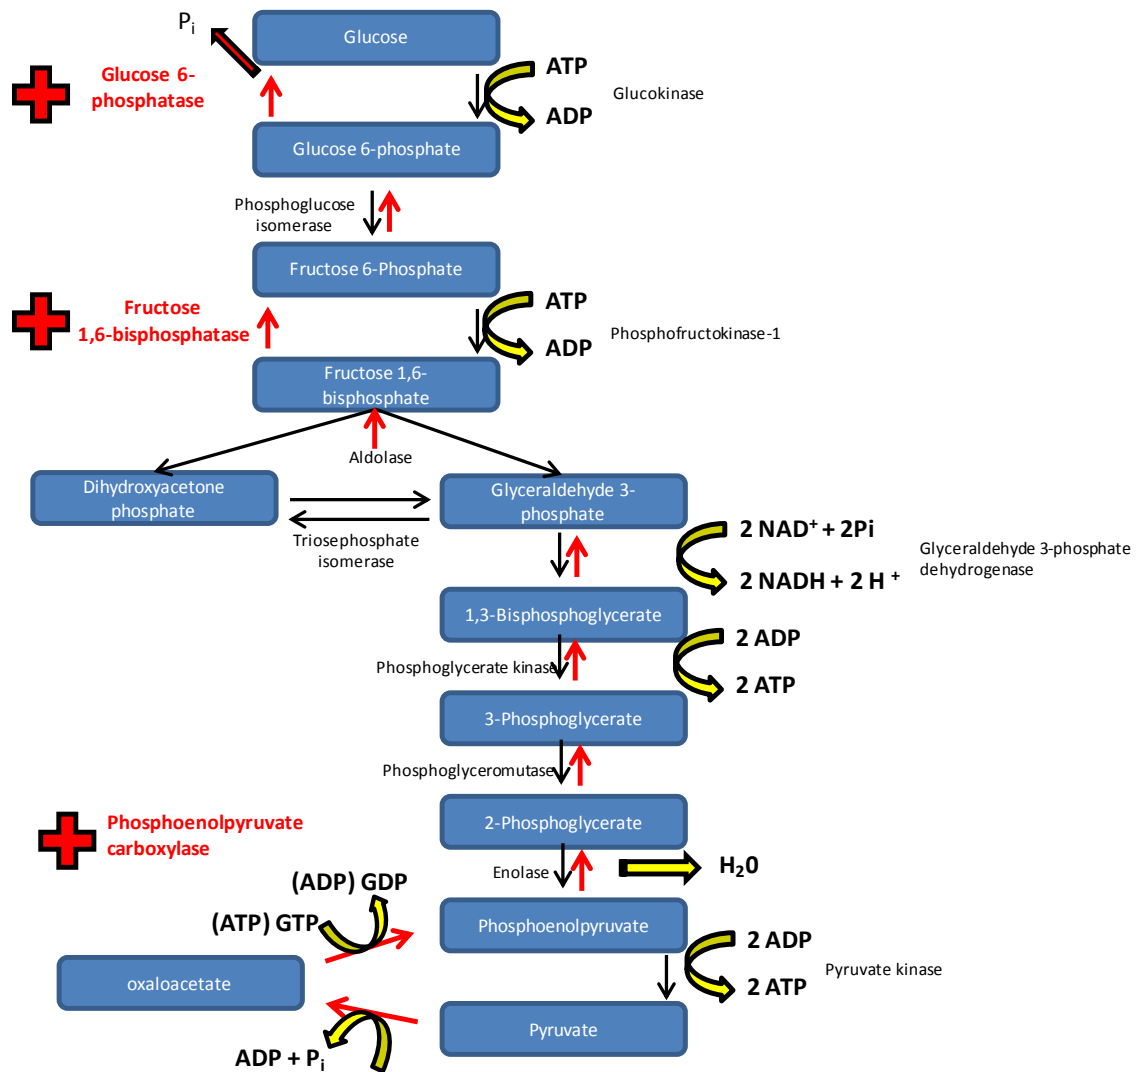 Pi
Glucose
Glucose 6-
phosphatase
ATP
Glucokinase
ADP
Glucose 6-phosphate
Phosphoglucose
isomerase
Fructose 6-Phosphate
Fructose
1,6-bisphosphatase
ATP
Phosphofructokinase-1
ADP
Fructose 1,6-
bisphosphate
Aldolase
Dihydroxyacetone
phosphate
Glyceraldehyde 3-
phosphate
Triosephosphate
isomerase
2 NAD+ + 2Pi
2 NADH + 2 H +
Glyceraldehyde 3-phosphate
dehydrogenase
1,3-Bisphosphoglycerate
2 ADP
Phosphoglycerate kinase
2 ATP
3-Phosphoglycerate
Phosphoglyceromutase
2-Phosphoglycerate
Phosphoenolpyruvate
carboxylase
Enolase
H20
(ADP) GDP
(ATP) GTP
Phosphoenolpyruvate
2 ADP
Pyruvate kinase
2 ATP
oxaloacetate
Pyruvate
ADP + Pi